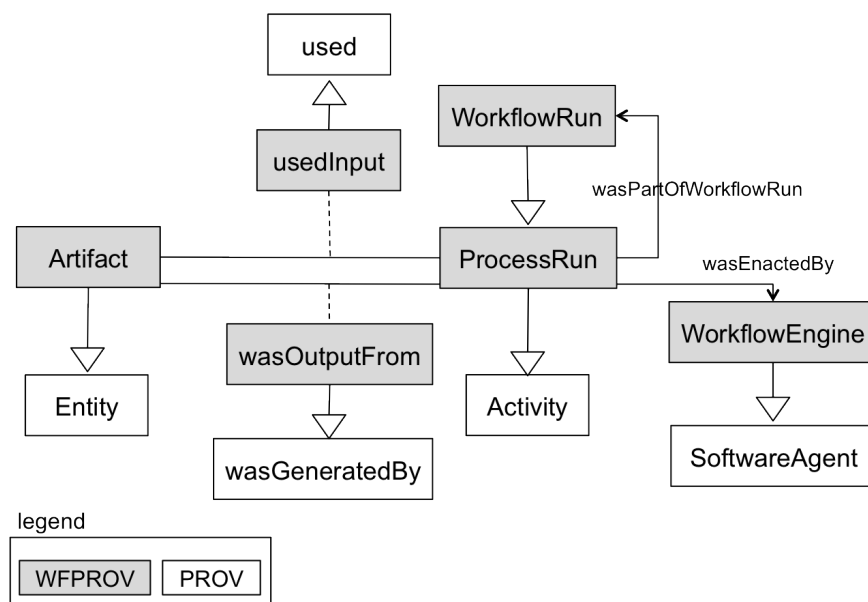 used
WorkflowRun
usedInput
wasPartOfWorkflowRun
Artifact
ProcessRun
wasEnactedBy
wasOutputFrom
WorkflowEngine
Entity
Activity
wasGeneratedBy
SoftwareAgent
legend
WFPROV
PROV